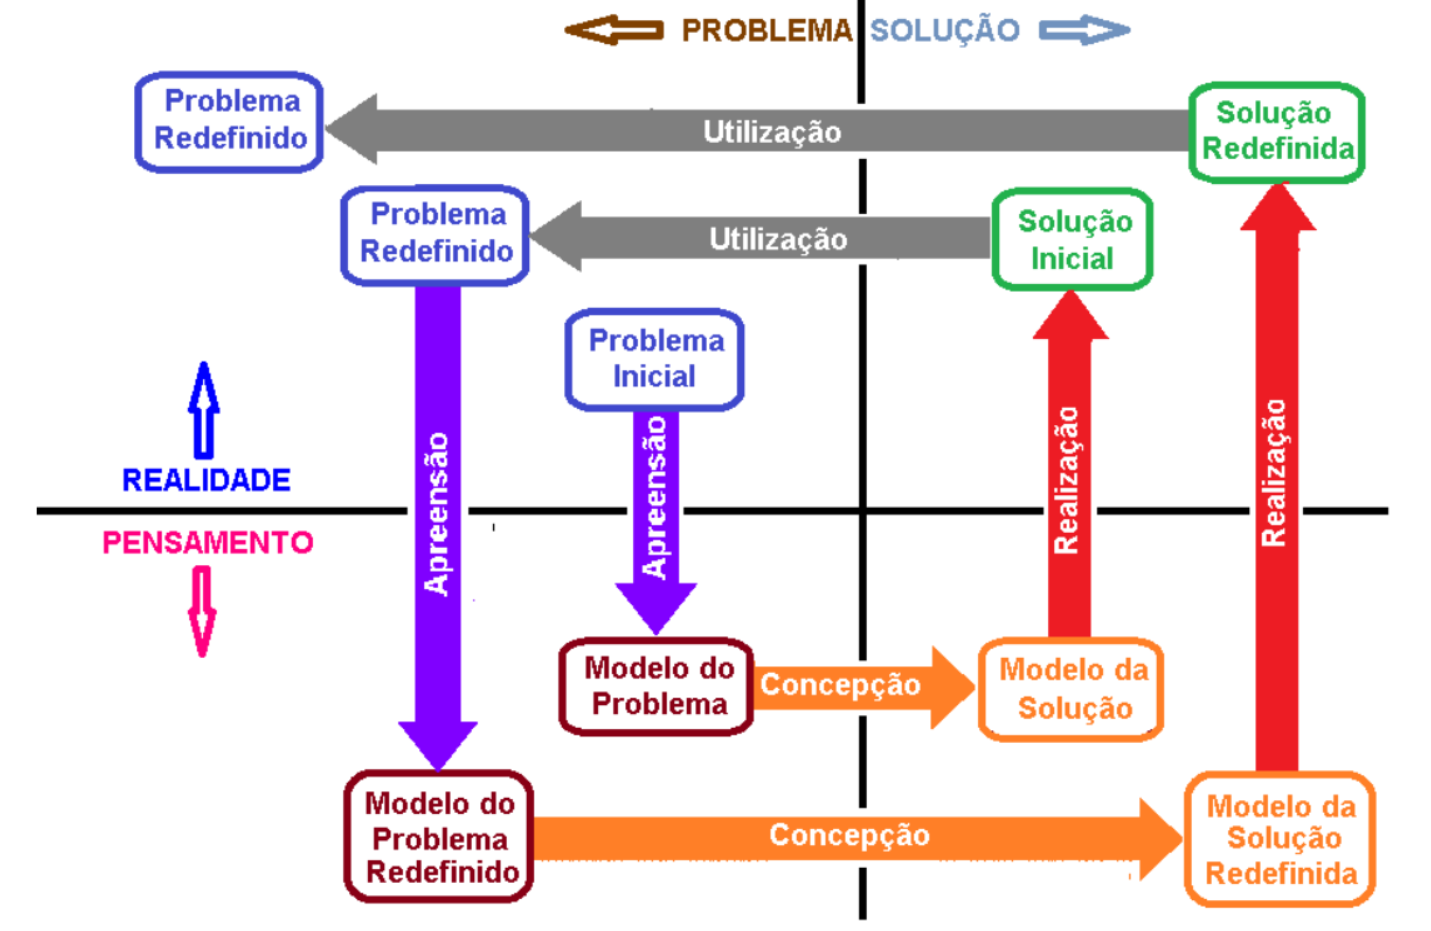 PROBLEMA SOLUÇÃO
Problema
Redefinido
Utilização
Solução
Redefinida
Problema
Redefinido
Utilização
Solução
Inicial
Problema
Inicial
REALIDADE
PENSAMENTO
Apreensão
Apreensão
Realização
Realização
Modelo do
Problema
Concepção
Modelo da
Solução
Modelo do
Problema
Redefinido
Concepção
Modelo da
Solução
Redefinida